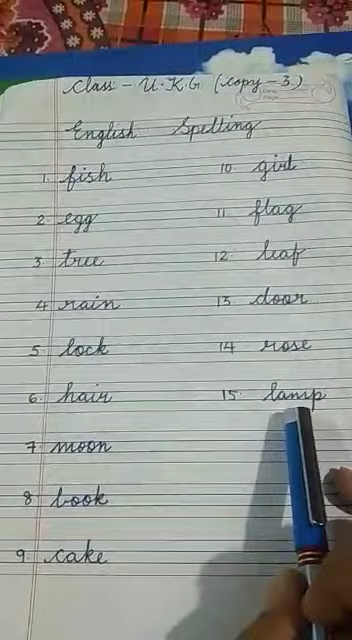 Class - U.K.G (Copy-3)
English Spelling
1. fish
2. egg
3. tree
4. rain
5. lock
6. hair
7. moon
8. book
9. cake
10. girl
11. flag
12. leaf
13. door
14. rose
15. lamp